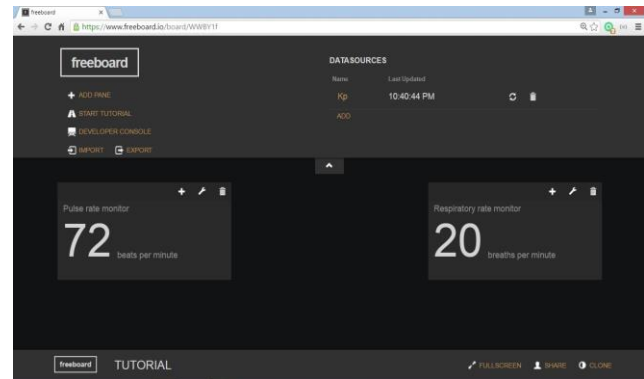 freeboard
https://www.freeboard.io/board/WW8Y1f
freeboard
ADD PANE
START TUTORIAL
DEVELOPER CONSOLE
IMPORT EXPORT
DATASOURCES
Name Last Updated
Kp 10:40:44 PM
ADD
Pulse rate monitor
72 beats per minute
Respiratory rate monitor
20 breaths per minute
freeboard TUTORIAL
FULLSCREEN SHARE CLONE